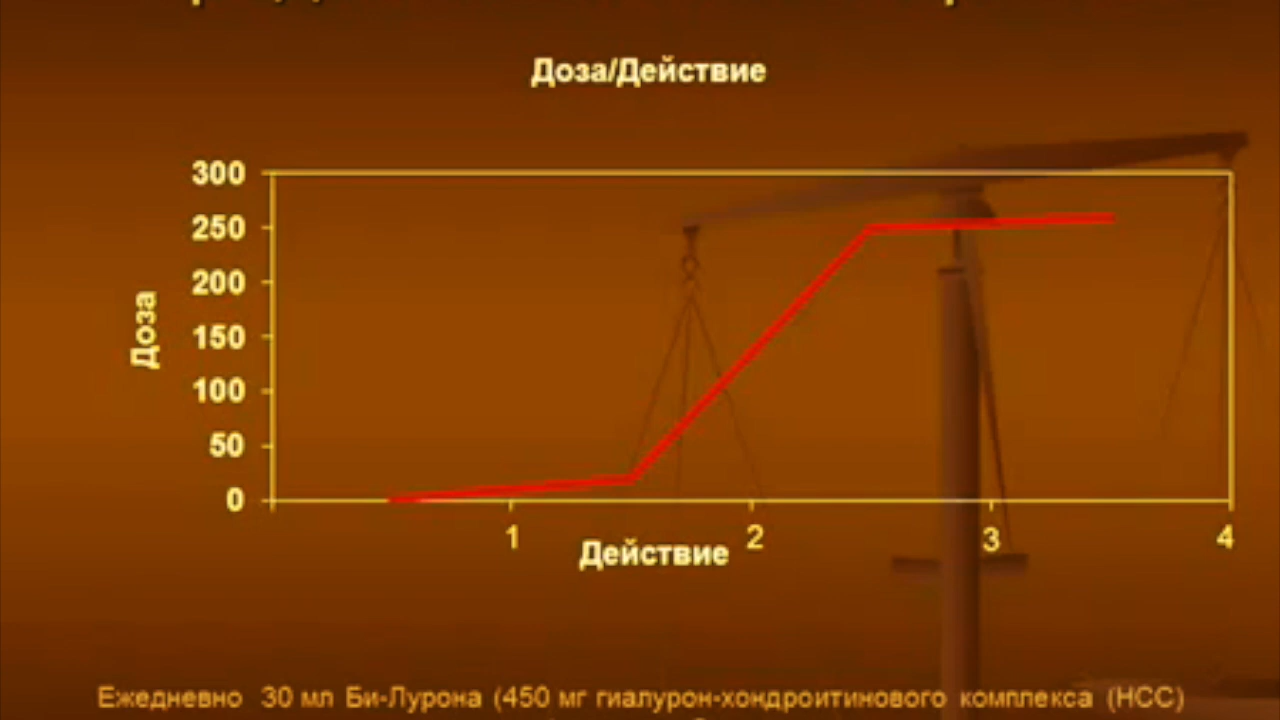 Доза/Действие
300
250
200
150
100
50
0
Доза
1
2
3
4
Действие
Ежедневно 30 мл Би-Лурона (450 мг гиалурон-хондроитинового комплекса (НСС)